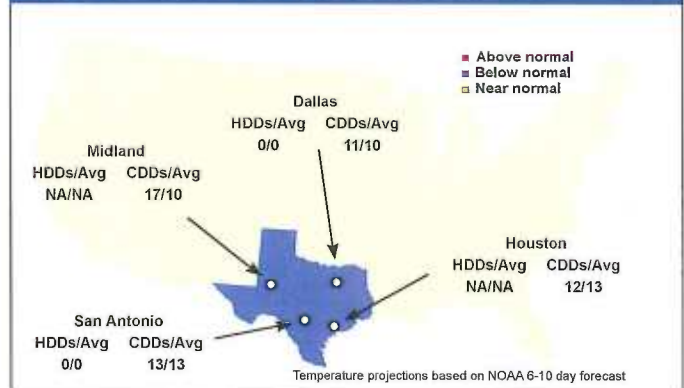 Above normal
Below normal
Near normal
Dallas
HDDs/Avg CDDs/Avg
0/0 11/10
Midland
HDDs/Avg CDDs/Avg
NA/NA 17/10
Houston
HDDs/Avg CDDs/Avg
NA/NA 12/13
San Antonio
HDDs/Avg CDDs/Avg
0/0 13/13
Temperature projections based on NOAA 6-10 day forecast